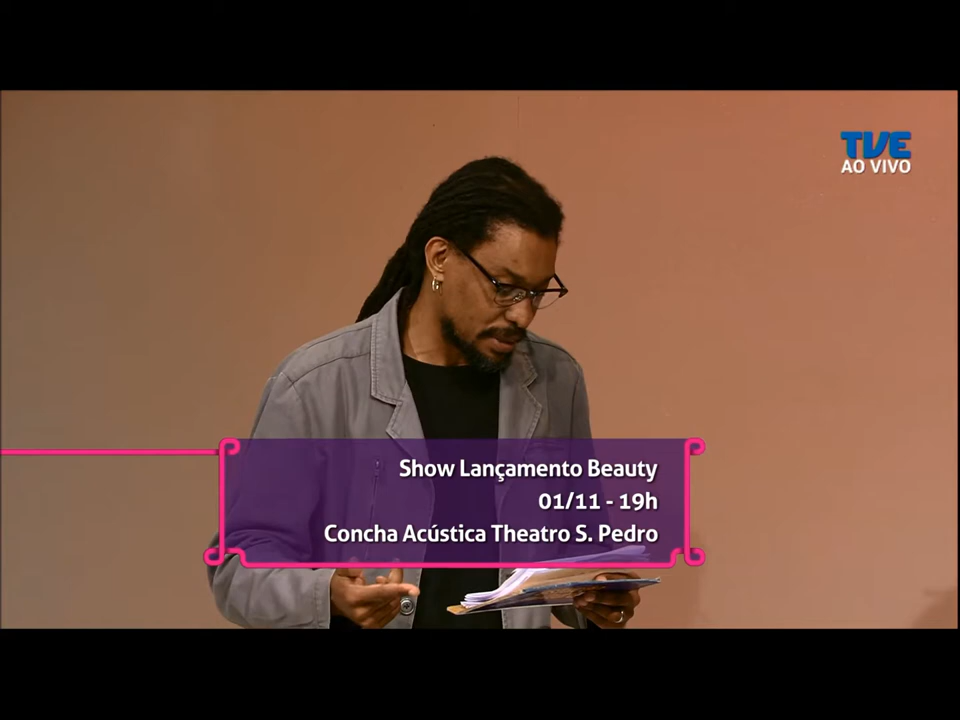 TVE
AO VIVO
Show Lançamento Beauty
01/11 - 19h
Concha Acústica Theatro S. Pedro